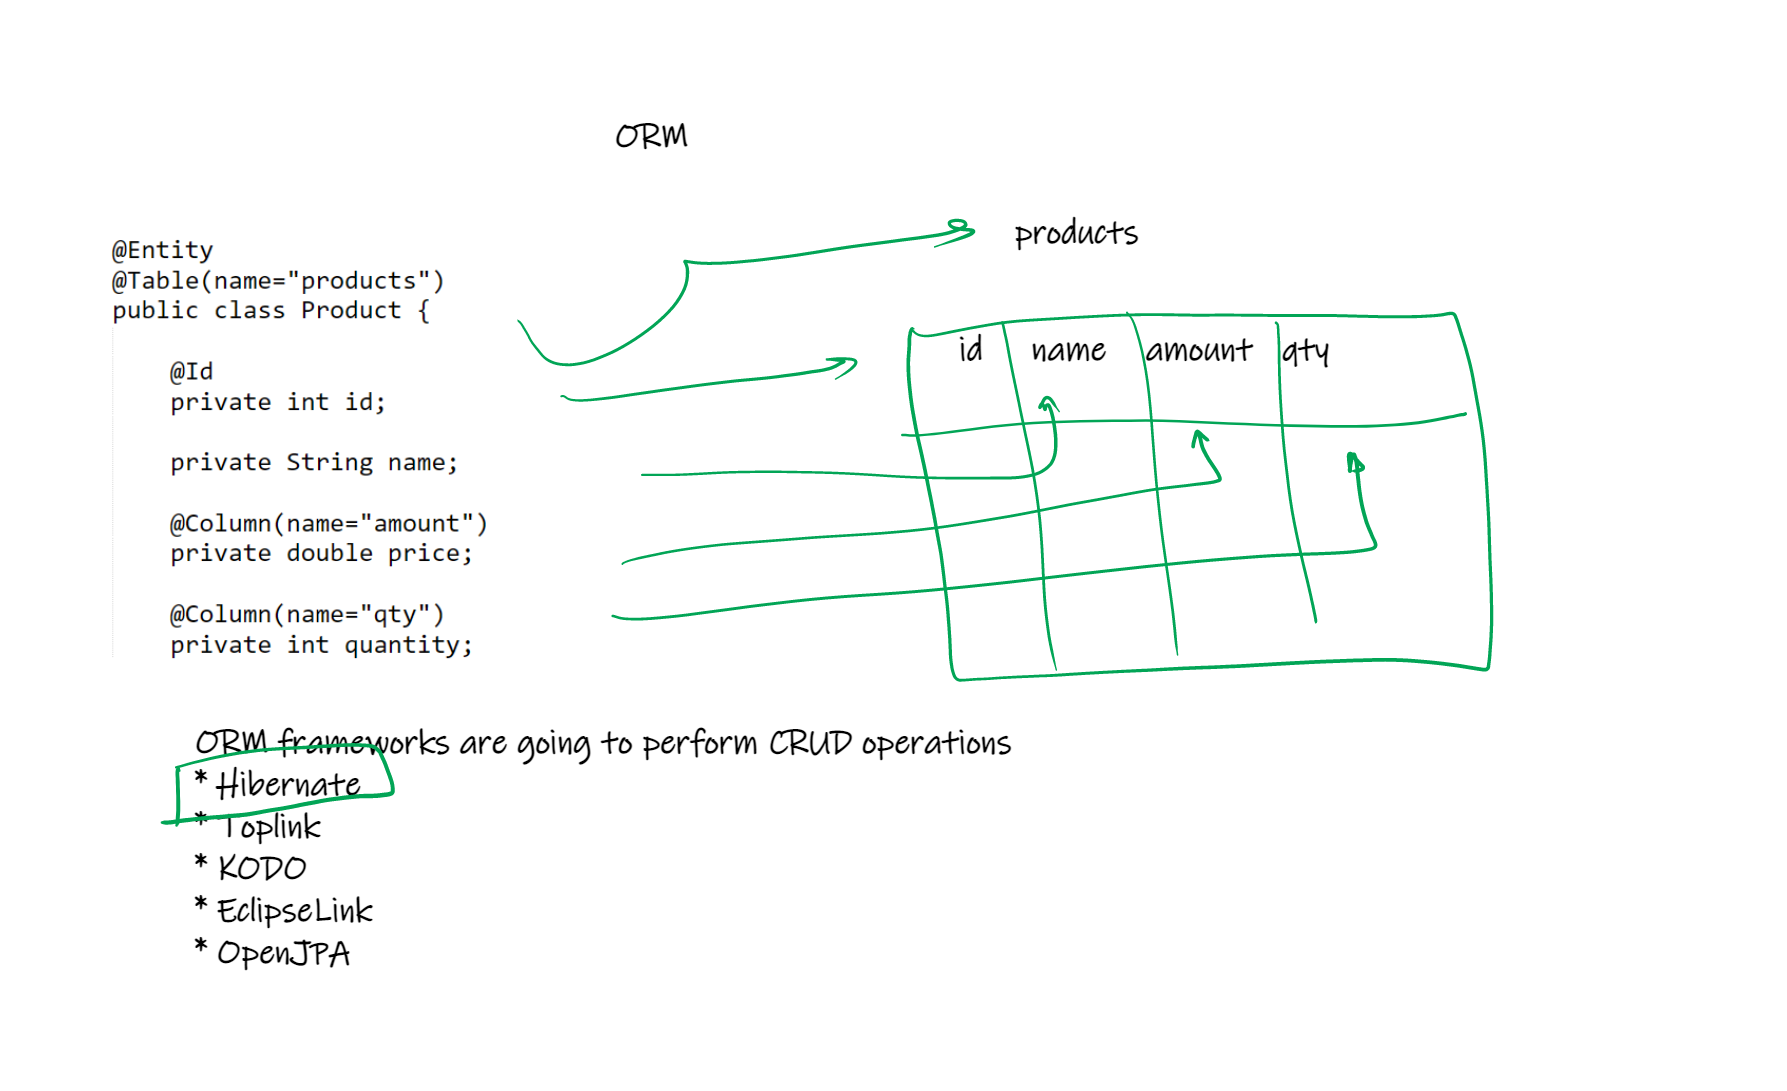 ORM
@Entity
@Table(name="products")
public class Product {
@Id
private int id;
private String name;
@Column(name="amount")
private double price;
@Column(name="qty")
private int quantity;
products
id name amount qty
ORM frameworks are going to perform CRUD operations
* Hibernate
* Toplink
* KODO
* EclipseLink
* OpenJPA